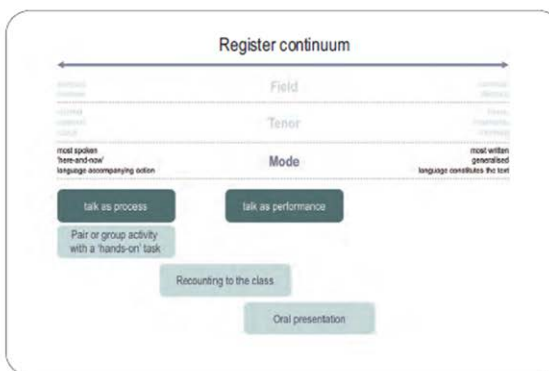 Register continuum
Field
Tenor
most spoken
'here-and-now'
language accompanying action
Mode
most written
generalised
language constitutes the text
talk as process
talk as performance
Pair or group activity
with a 'hands-on' task
Recounting to the class
Oral presentation